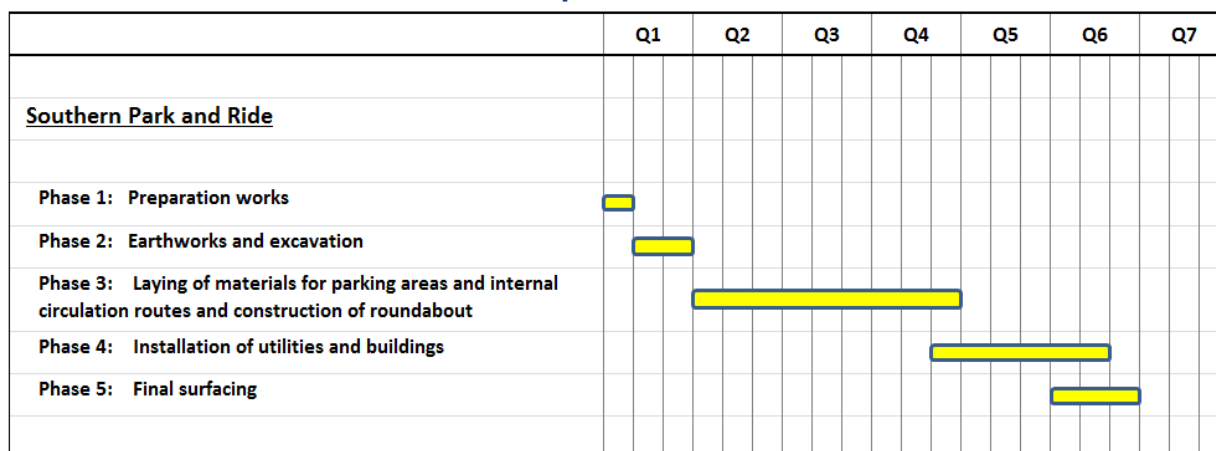 Q1 Q2 Q3 Q4 Q5 Q6 Q7
Southern Park and Ride
Phase 1: Preparation works
Phase 2: Earthworks and excavation
Phase 3: Laying of materials for parking areas and internal
circulation routes and construction of roundabout
Phase 4: Installation of utilities and buildings
Phase 5: Final surfacing